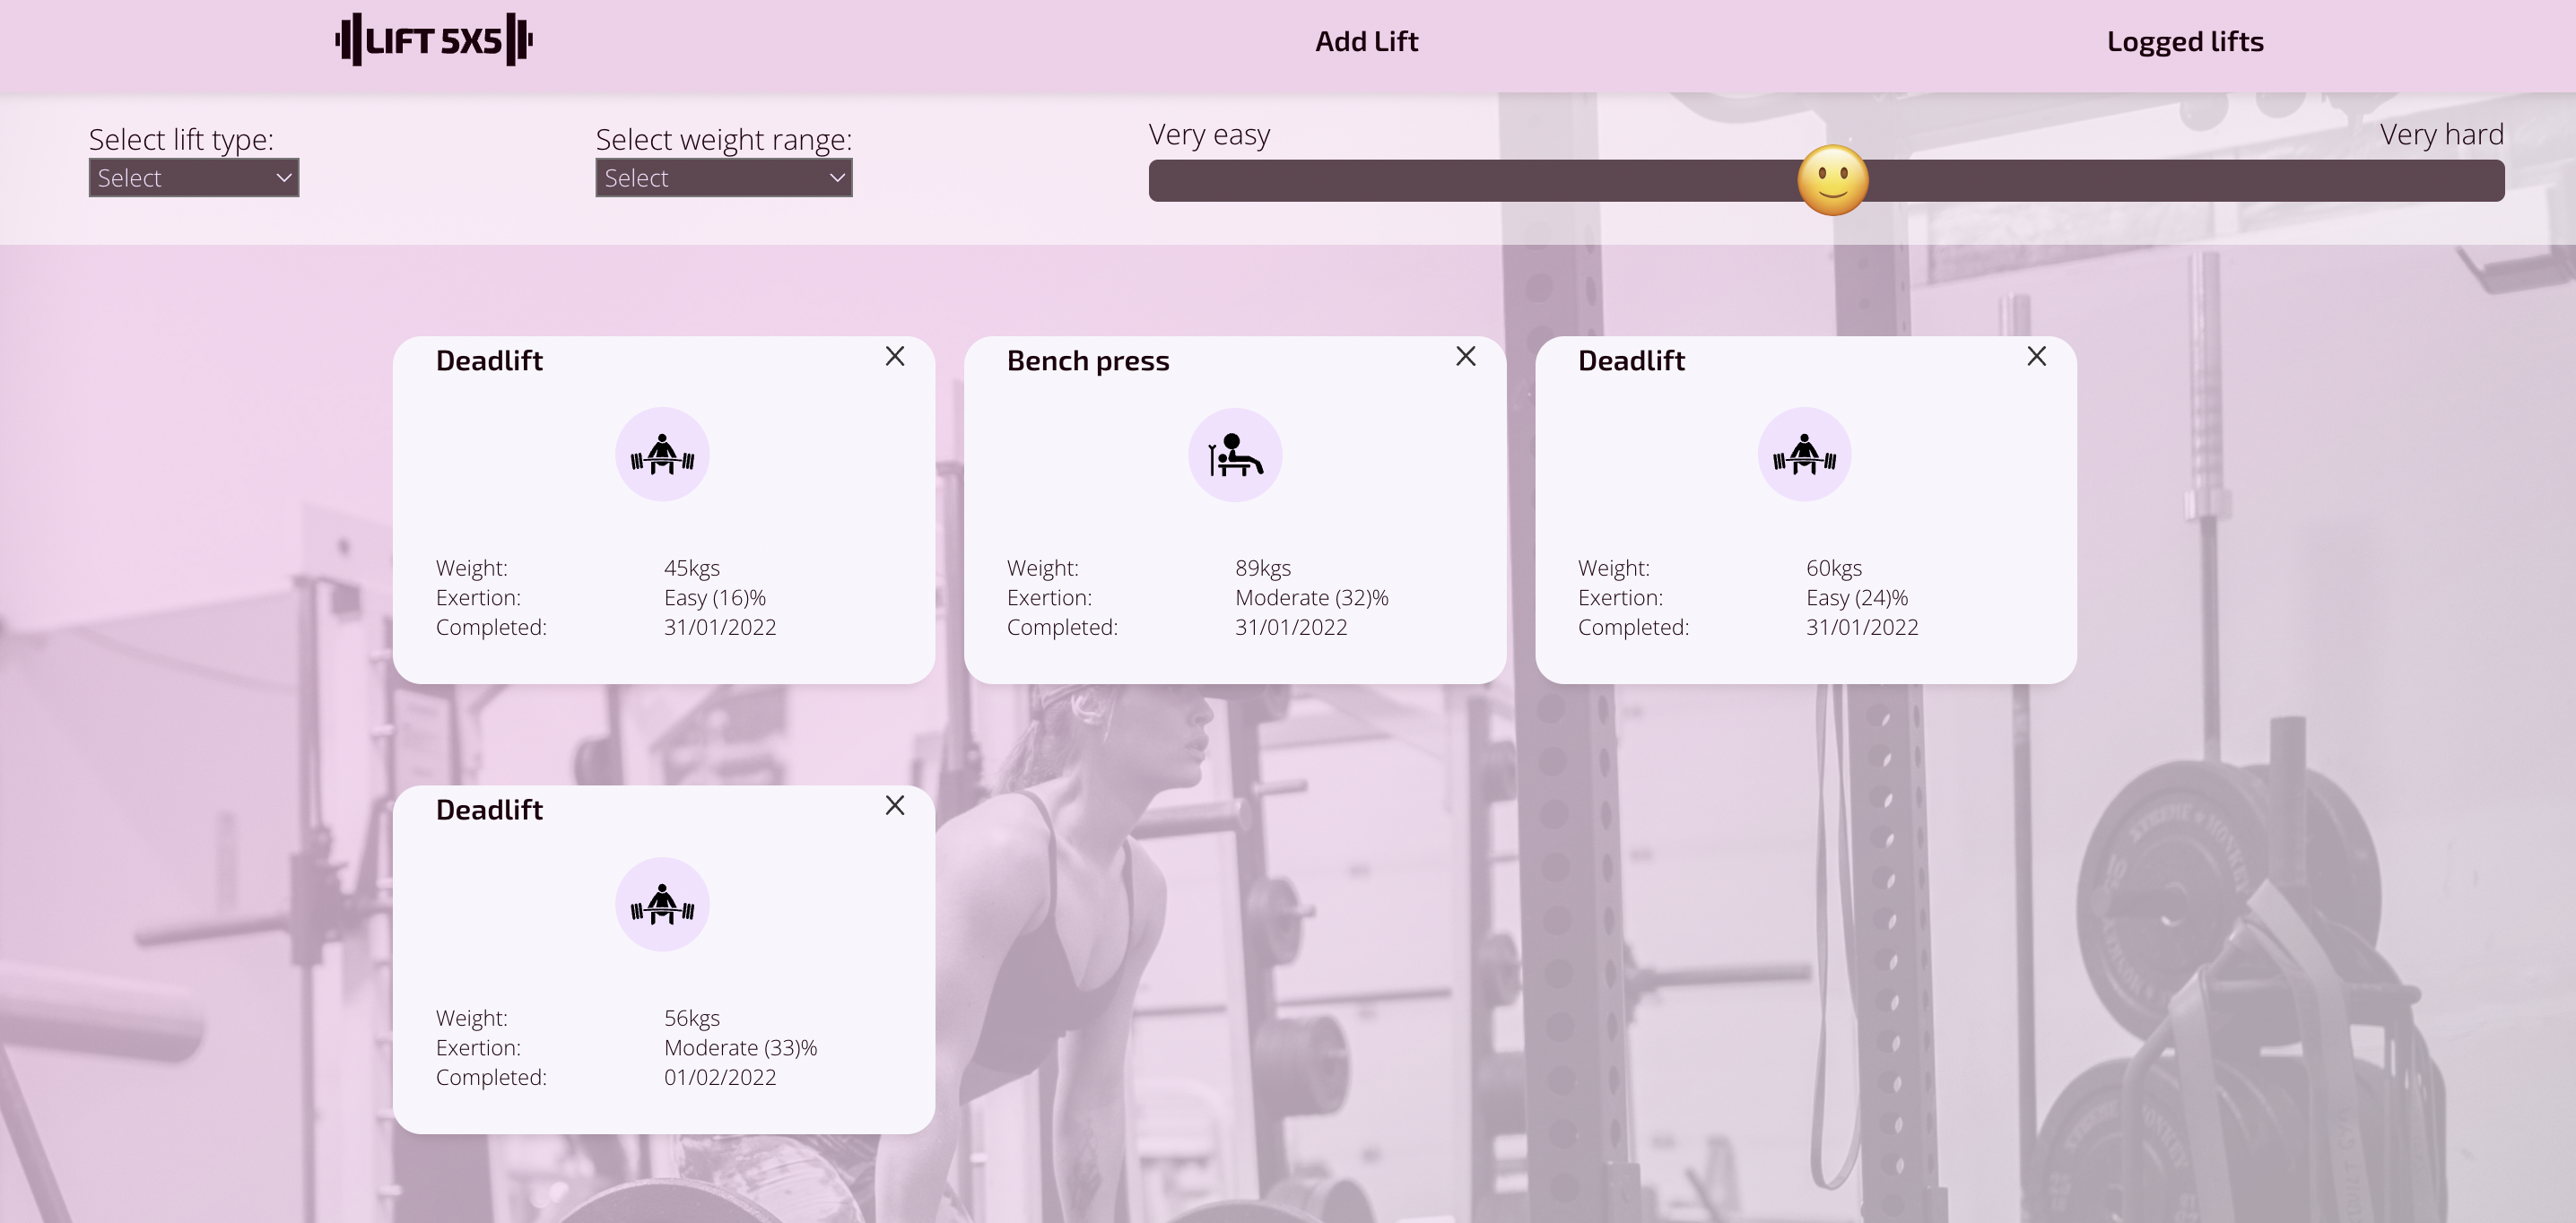 LIFT 5X5
Add Lift
Logged lifts
Select lift type:
Select
Select weight range:
Select
Very easy
Very hard
Deadlift
Weight: 45kgs
Exertion: Easy (16)%
Completed: 31/01/2022
Bench press
Weight: 89kgs
Exertion: Moderate (32)%
Completed: 31/01/2022
Deadlift
Weight: 60kgs
Exertion: Easy (24)%
Completed: 31/01/2022
Deadlift
Weight: 56kgs
Exertion: Moderate (33)%
Completed: 01/02/2022